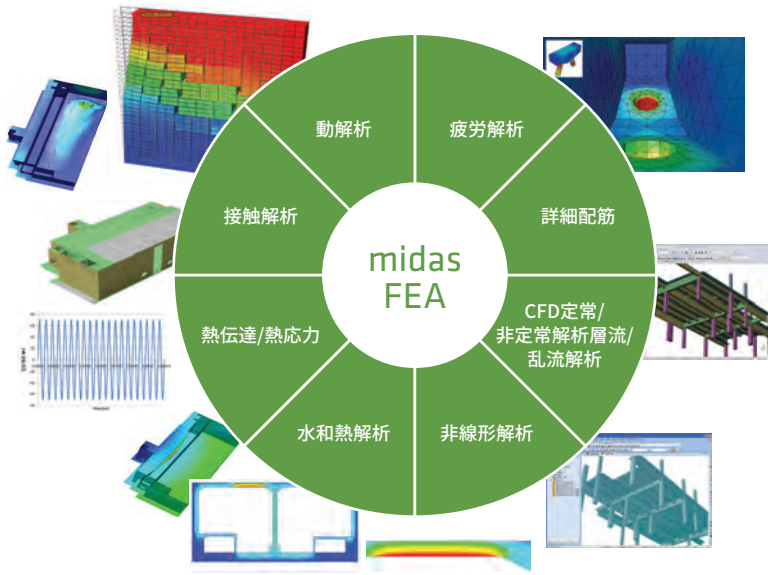 動解析
疲労解析
接触解析
詳細配筋
midas
FEA
熱伝達/熱応力
CFD定常/
非定常解析層流/
乱流解析
水和熱解析
非線形解析